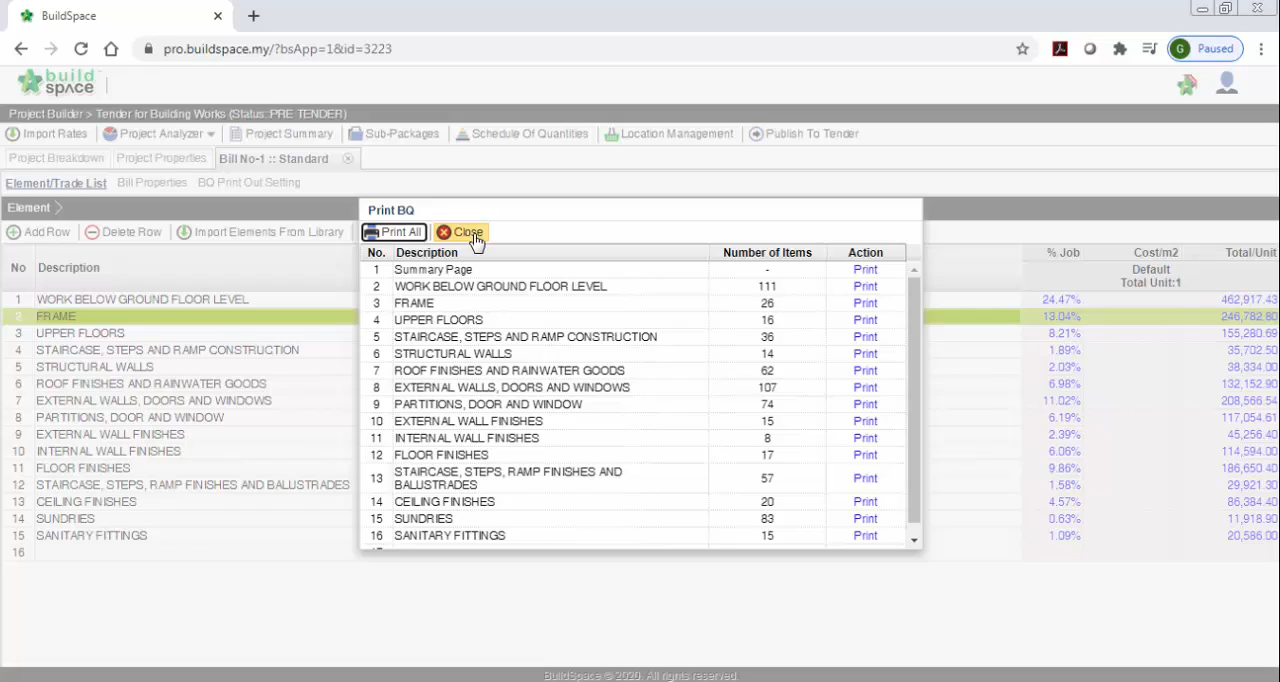 BuildSpace
pro.buildspace.my/?bsApp=1&id=3223
G Paused
build
space
Project Builder > Tender for Building Works (Status: PRE TENDER)
Import Rates Project Analyzer Project Summary Sub-Packages Schedule Of Quantities Location Management Publish To Tender
Project Breakdown Project Properties Bill No-1 :: Standard
Element/Trade List Bill Properties BQ Print Out Setting
Element
Add Row Delete Row Import Elements From Library
No Description % Job Cost/m2 Total/Unit
Default
Total Unit:1
1 WORK BELOW GROUND FLOOR LEVEL 24.47% 462,917.43
2 FRAME 13.04% 246,782.80
3 UPPER FLOORS 8.21% 155,280.69
4 STAIRCASE, STEPS AND RAMP CONSTRUCTION 1.89% 35,702.50
5 STRUCTURAL WALLS 2.03% 38,334.00
6 ROOF FINISHES AND RAINWATER GOODS 6.98% 132,152.90
7 EXTERNAL WALLS, DOORS AND WINDOWS 11.02% 208,566.54
8 PARTITIONS, DOOR AND WINDOW 6.19% 117,054.61
9 EXTERNAL WALL FINISHES 2.39% 45,256.40
10 INTERNAL WALL FINISHES 6.06% 114,594.00
11 FLOOR FINISHES 9.86% 186,650.40
12 STAIRCASE, STEPS, RAMP FINISHES AND BALUSTRADES 1.58% 29,921.30
13 CEILING FINISHES 4.57% 86,384.40
14 SUNDRIES 0.63% 11,918.90
15 SANITARY FITTINGS 1.09% 20,586.00
16
Print BQ
Print All Close
No. Description Number of Items Action
1 Summary Page - Print
2 WORK BELOW GROUND FLOOR LEVEL 111 Print
3 FRAME 26 Print
4 UPPER FLOORS 16 Print
5 STAIRCASE, STEPS AND RAMP CONSTRUCTION 36 Print
6 STRUCTURAL WALLS 14 Print
7 ROOF FINISHES AND RAINWATER GOODS 62 Print
8 EXTERNAL WALLS, DOORS AND WINDOWS 107 Print
9 PARTITIONS, DOOR AND WINDOW 74 Print
10 EXTERNAL WALL FINISHES 15 Print
11 INTERNAL WALL FINISHES 8 Print
12 FLOOR FINISHES 17 Print
13 STAIRCASE, STEPS, RAMP FINISHES AND
BALUSTRADES 57 Print
14 CEILING FINISHES 20 Print
15 SUNDRIES 83 Print
16 SANITARY FITTINGS 15 Print
BuildSpace © 2020. All rights reserved.